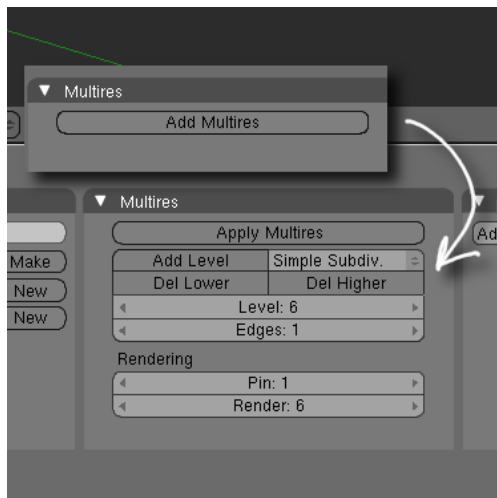 Multires
Add Multires
Multires
Apply Multires
Ad
Make
Add Level
Simple Subdiv.
New
Del Lower
Del Higher
New
Level: 6
Edges: 1
Rendering
Pin: 1
Render: 6